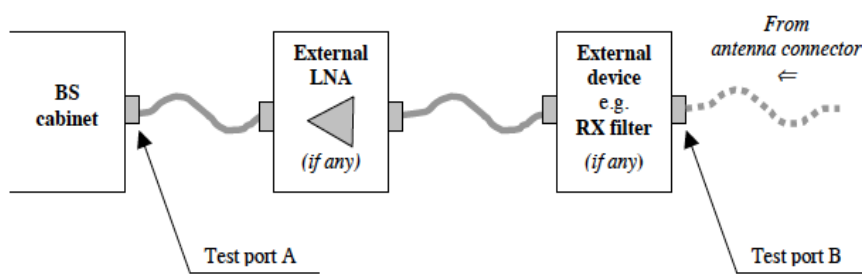 BS
cabinet
External
LNA
(if any)
External
device
e.g.
RX filter
(if any)
From
antenna connector
⇐
Test port A
Test port B